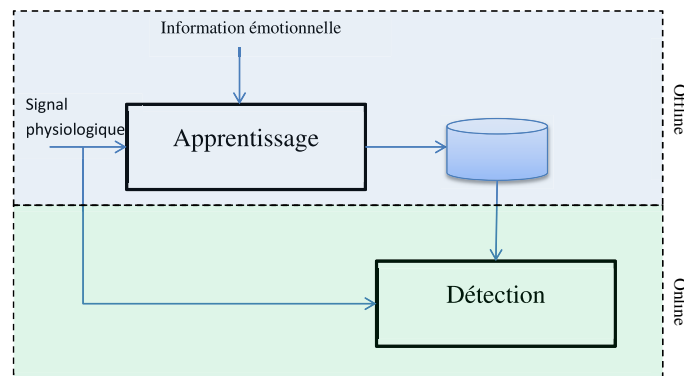 Information émotionnelle
Signal
physiologique
Apprentissage
Offline
Détection
Online